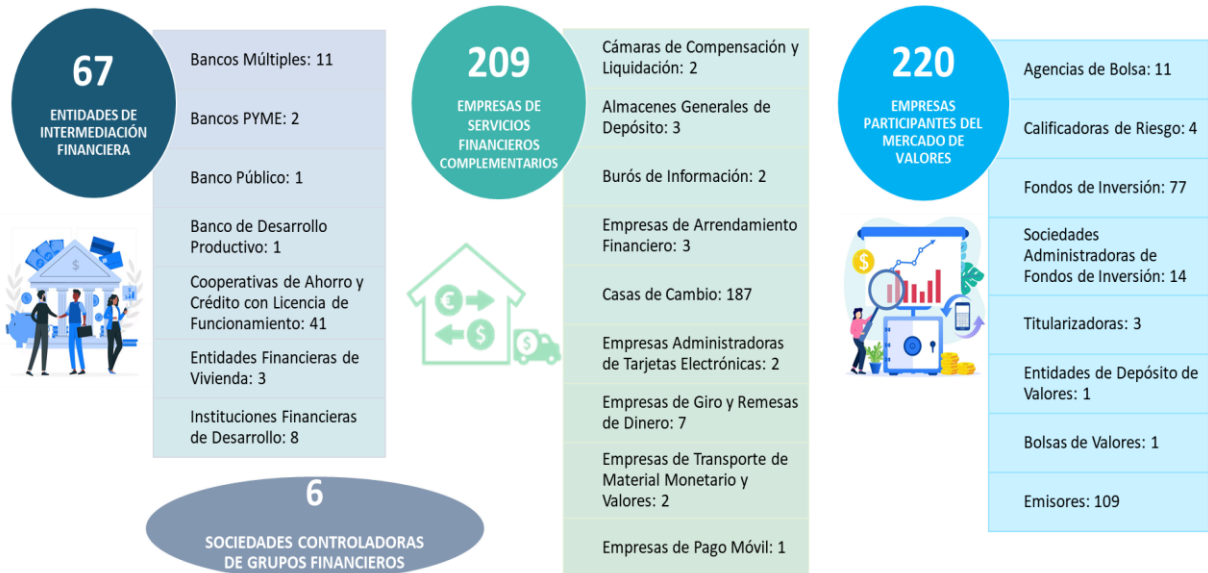 67
ENTIDADES DE
INTERMEDIACIÓN
FINANCIERA
Bancos Múltiples: 11
Bancos PYME: 2
Banco Público: 1
Banco de Desarrollo
Productivo: 1
Cooperativas de Ahorro y
Crédito con Licencia de
Funcionamiento: 41
Entidades Financieras de
Vivienda: 3
Instituciones Financieras
de Desarrollo: 8
6
SOCIEDADES CONTROLADORAS
DE GRUPOS FINANCIEROS
209
EMPRESAS DE
SERVICIOS
FINANCIEROS
COMPLEMENTARIOS
Cámaras de Compensación y
Liquidación: 2
Almacenes Generales de
Depósito: 3
Burós de Información: 2
Empresas de Arrendamiento
Financiero: 3
Casas de Cambio: 187
Empresas Administradoras
de Tarjetas Electrónicas: 2
Empresas de Giro y Remesas
de Dinero: 7
Empresas de Transporte de
Material Monetario y
Valores: 2
Empresas de Pago Móvil: 1
220
EMPRESAS
PARTICIPANTES DEL
MERCADO DE
VALORES
Agencias de Bolsa: 11
Calificadoras de Riesgo: 4
Fondos de Inversión: 77
Sociedades
Administradoras de
Fondos de Inversión: 14
Titularizadoras: 3
Entidades de Depósito de
Valores: 1
Bolsas de Valores: 1
Emisores: 109